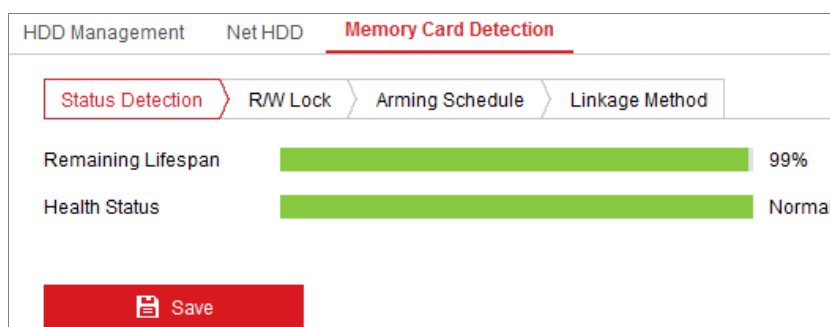 HDD Management Net HDD Memory Card Detection
Status Detection R/W Lock Arming Schedule Linkage Method
Remaining Lifespan 99%
Health Status Normal
Save